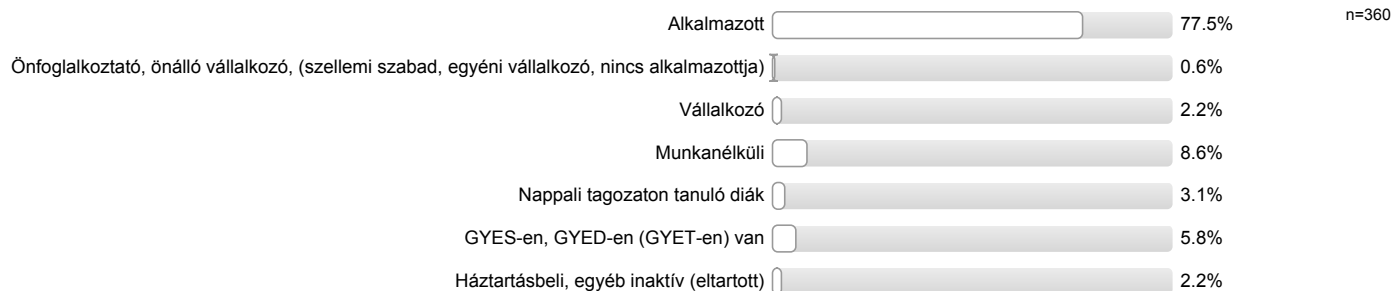 Alkalmazott 77.5% n=360
Önfoglalkoztató, önálló vállalkozó, (szellemi szabad, egyéni vállalkozó, nincs alkalmazottja) 0.6%
Vállalkozó 2.2%
Munkanélküli 8.6%
Nappali tagozaton tanuló diák 3.1%
GYES-en, GYED-en (GYET-en) van 5.8%
Háztartásbeli, egyéb inaktív (eltartott) 2.2%